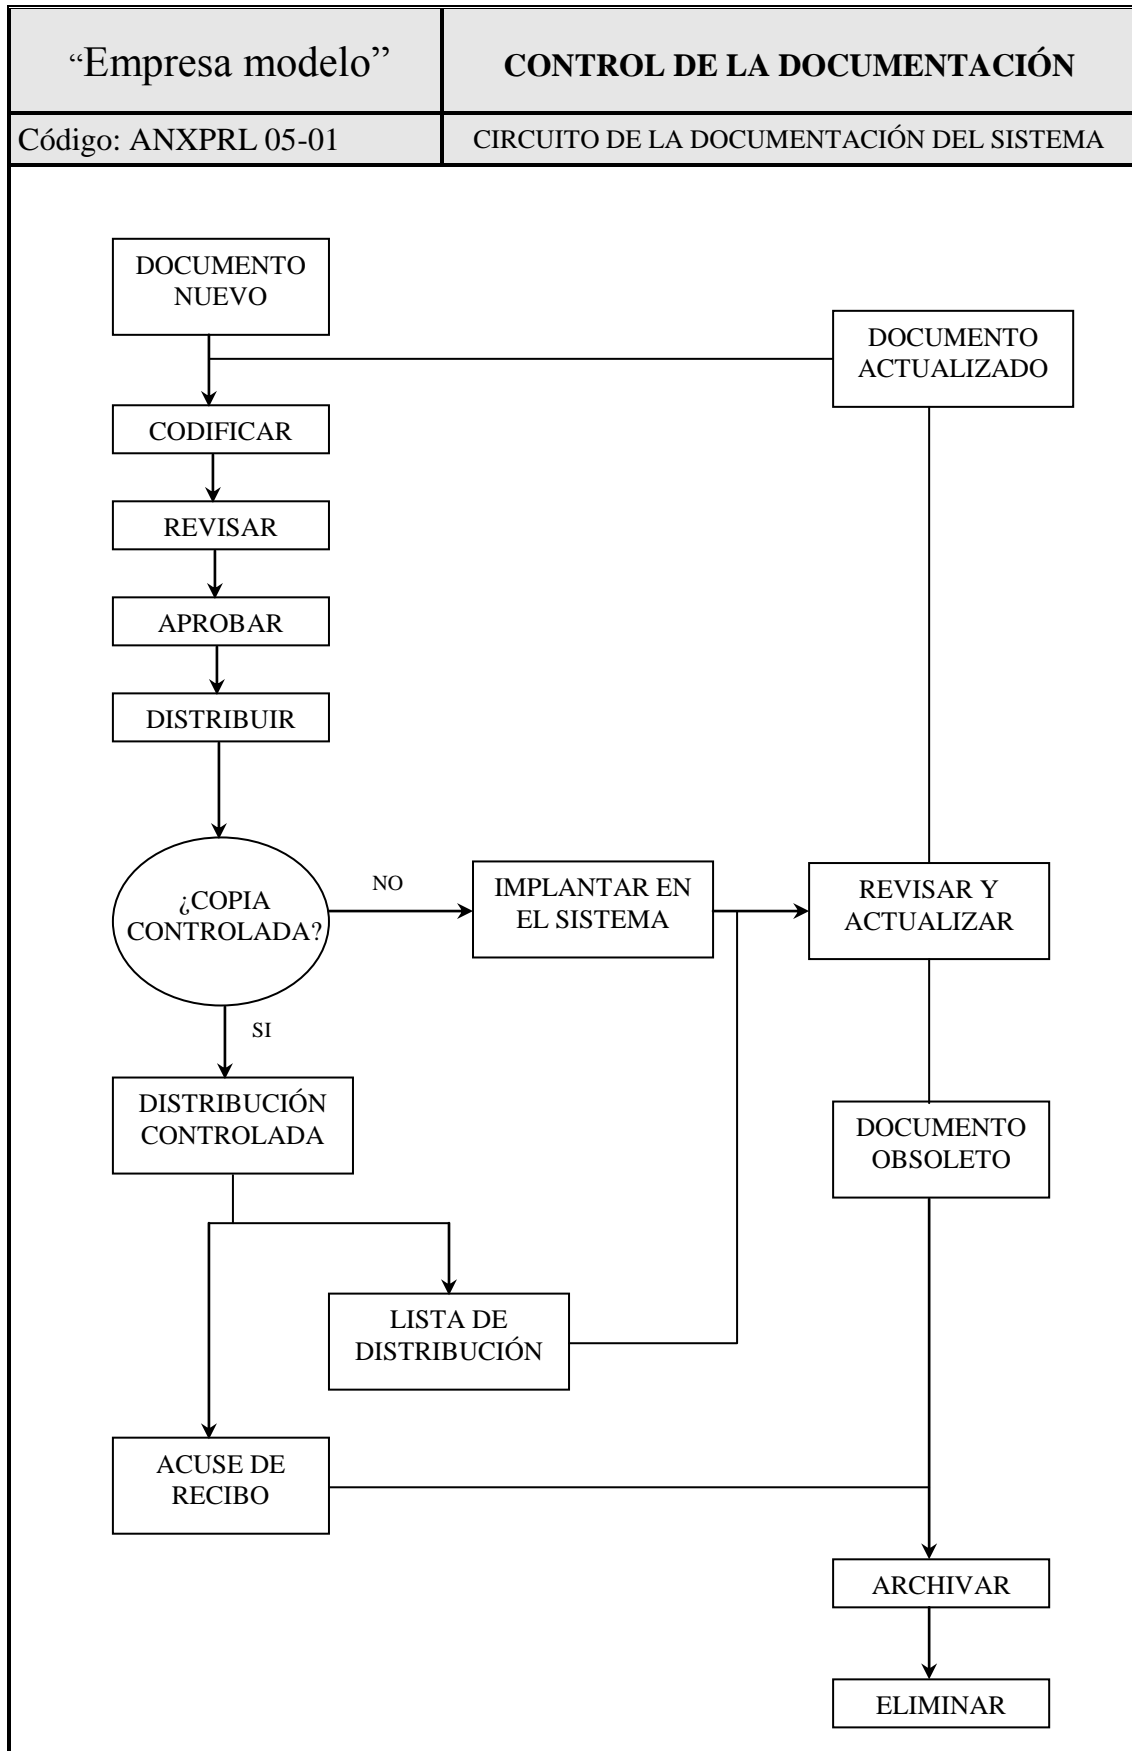 “Empresa modelo”
CONTROL DE LA DOCUMENTACIÓN
Código: ANXPRL 05-01
CIRCUITO DE LA DOCUMENTACIÓN DEL SISTEMA
DOCUMENTO
NUEVO
DOCUMENTO
ACTUALIZADO
CODIFICAR
REVISAR
APROBAR
DISTRIBUIR
¿COPIA
CONTROLADA?
NO
IMPLANTAR EN
EL SISTEMA
REVISAR Y
ACTUALIZAR
SI
DISTRIBUCIÓN
CONTROLADA
DOCUMENTO
OBSOLETO
LISTA DE
DISTRIBUCIÓN
ACUSE DE
RECIBO
ARCHIVAR
ELIMINAR